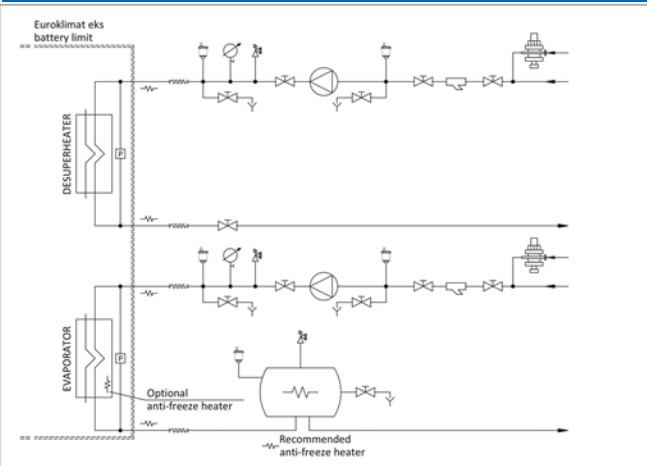 Euroklimat eks
battery limit
DESUPERHEATER
P
EVAPORATOR
P
Optional
anti-freeze heater
Recommended
anti-freeze heater